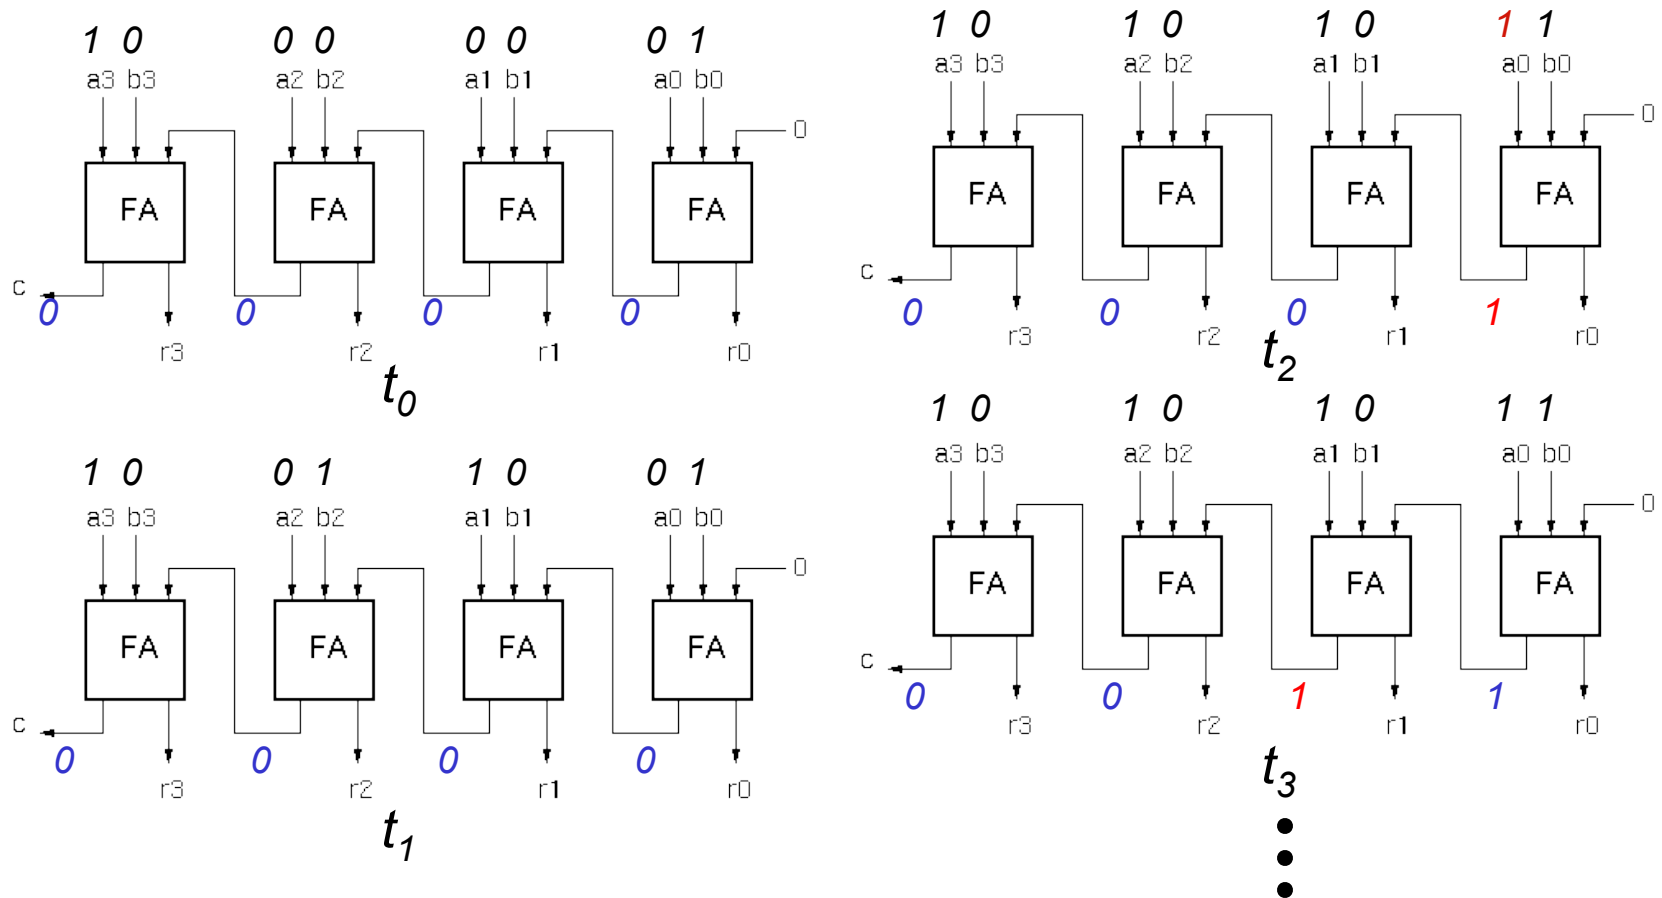 1 0 0 0 0 0 0 1
a3 b3 a2 b2 a1 b1 a0 b0
0
FA FA FA FA
c
0 0 0 0
r3 r2 r1 r0
t0
1 0 0 1 1 0 0 1
a3 b3 a2 b2 a1 b1 a0 b0
0
FA FA FA FA
c
0 0 0 0
r3 r2 r1 r0
t1
1 0 1 0 1 0 1 1
a3 b3 a2 b2 a1 b1 a0 b0
0
FA FA FA FA
c
0 0 0 1
r3 r2 r1 r0
t2
1 0 1 0 1 0 1 1
a3 b3 a2 b2 a1 b1 a0 b0
0
FA FA FA FA
c
0 0 1 1
r3 r2 r1 r0
t3